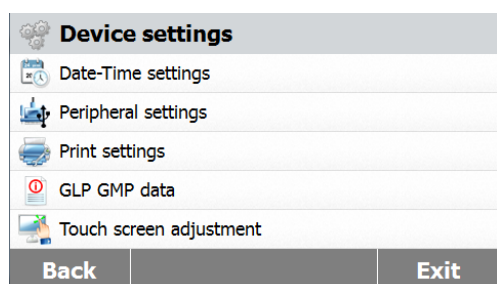 Device settings
Date-Time settings
Peripheral settings
Print settings
GLP GMP data
Touch screen adjustment
Back Exit